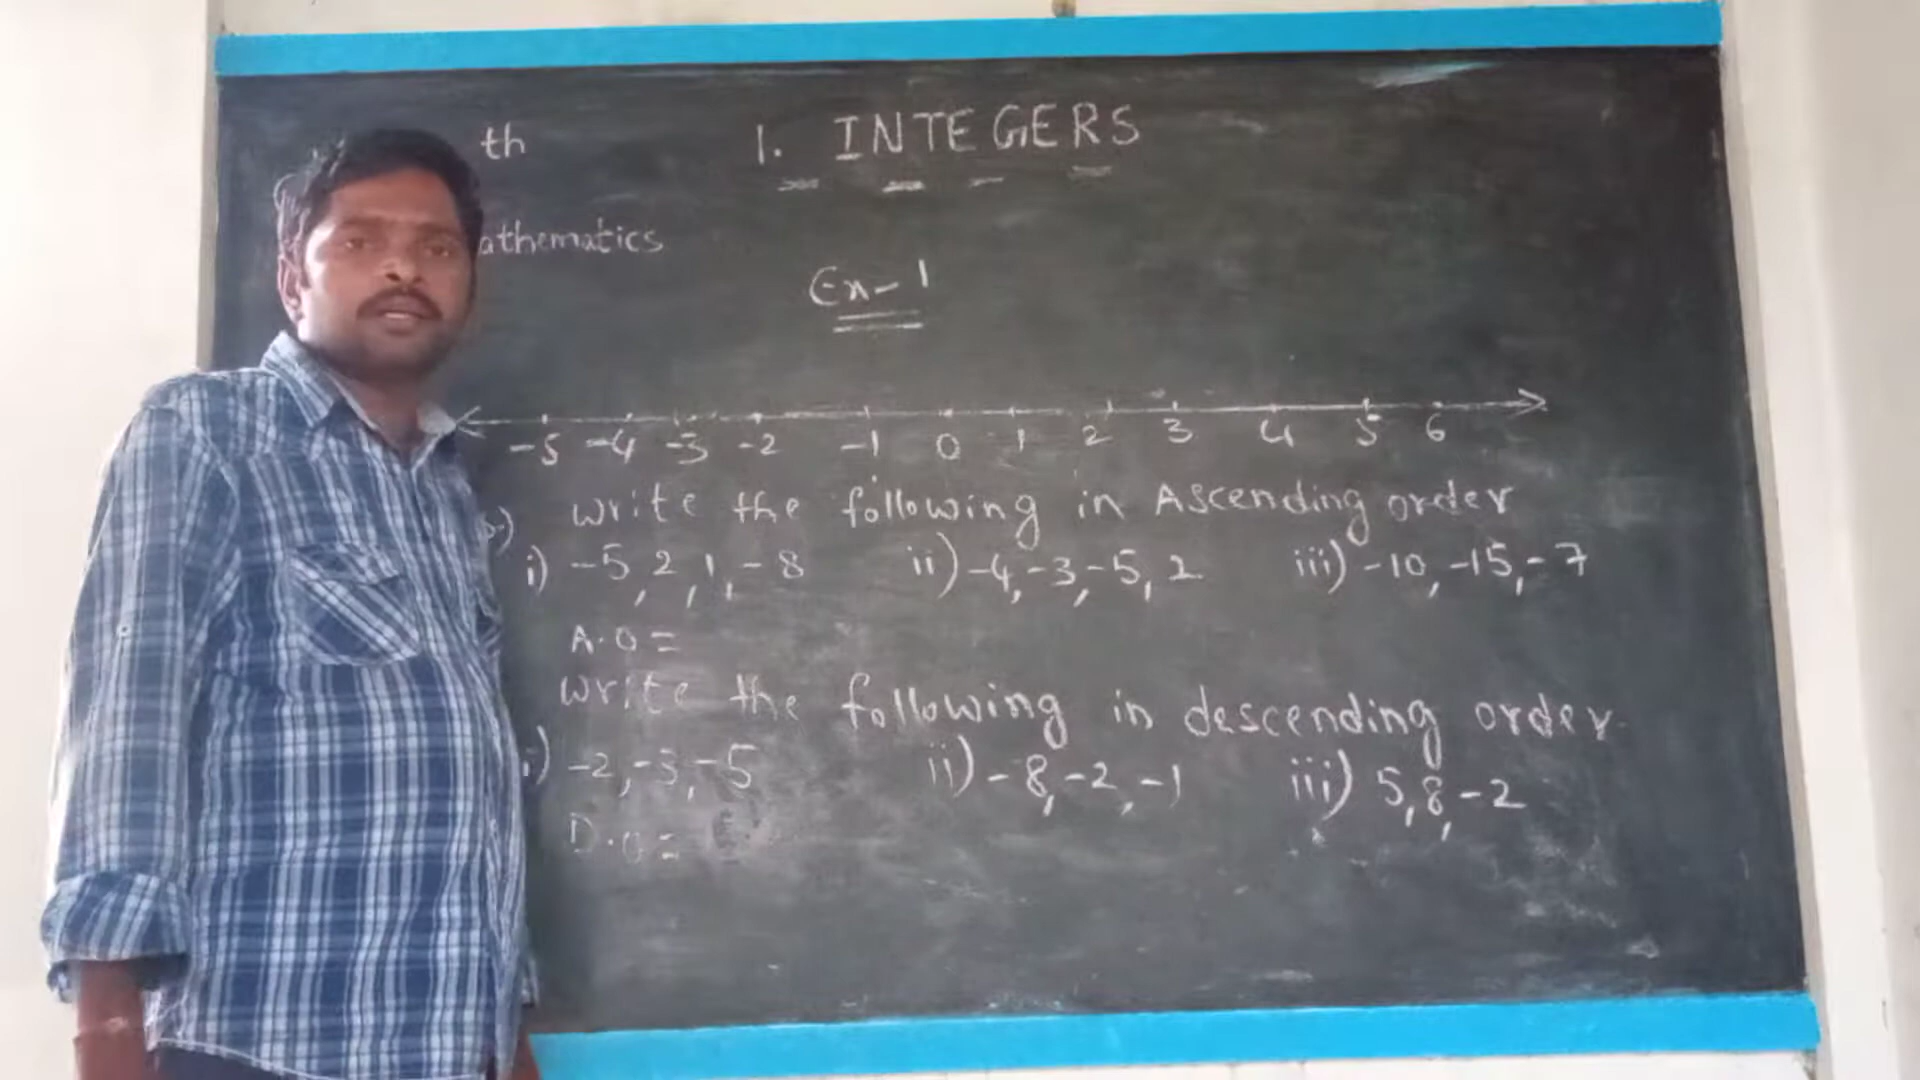 th 1. INTEGERS
athematics
Ex-1
-5 -4 -3 -2 -1 0 1 2 3 4 5 6
write the following in Ascending order
i) -5, 2, 1, -8 ii) -4, -3, -5, 2 iii) -10, -15, -7
A.O =
write the following in descending order
i) -2, -3, -5 ii) -8, -2, -1 iii) 5, 8, -2
D.O =